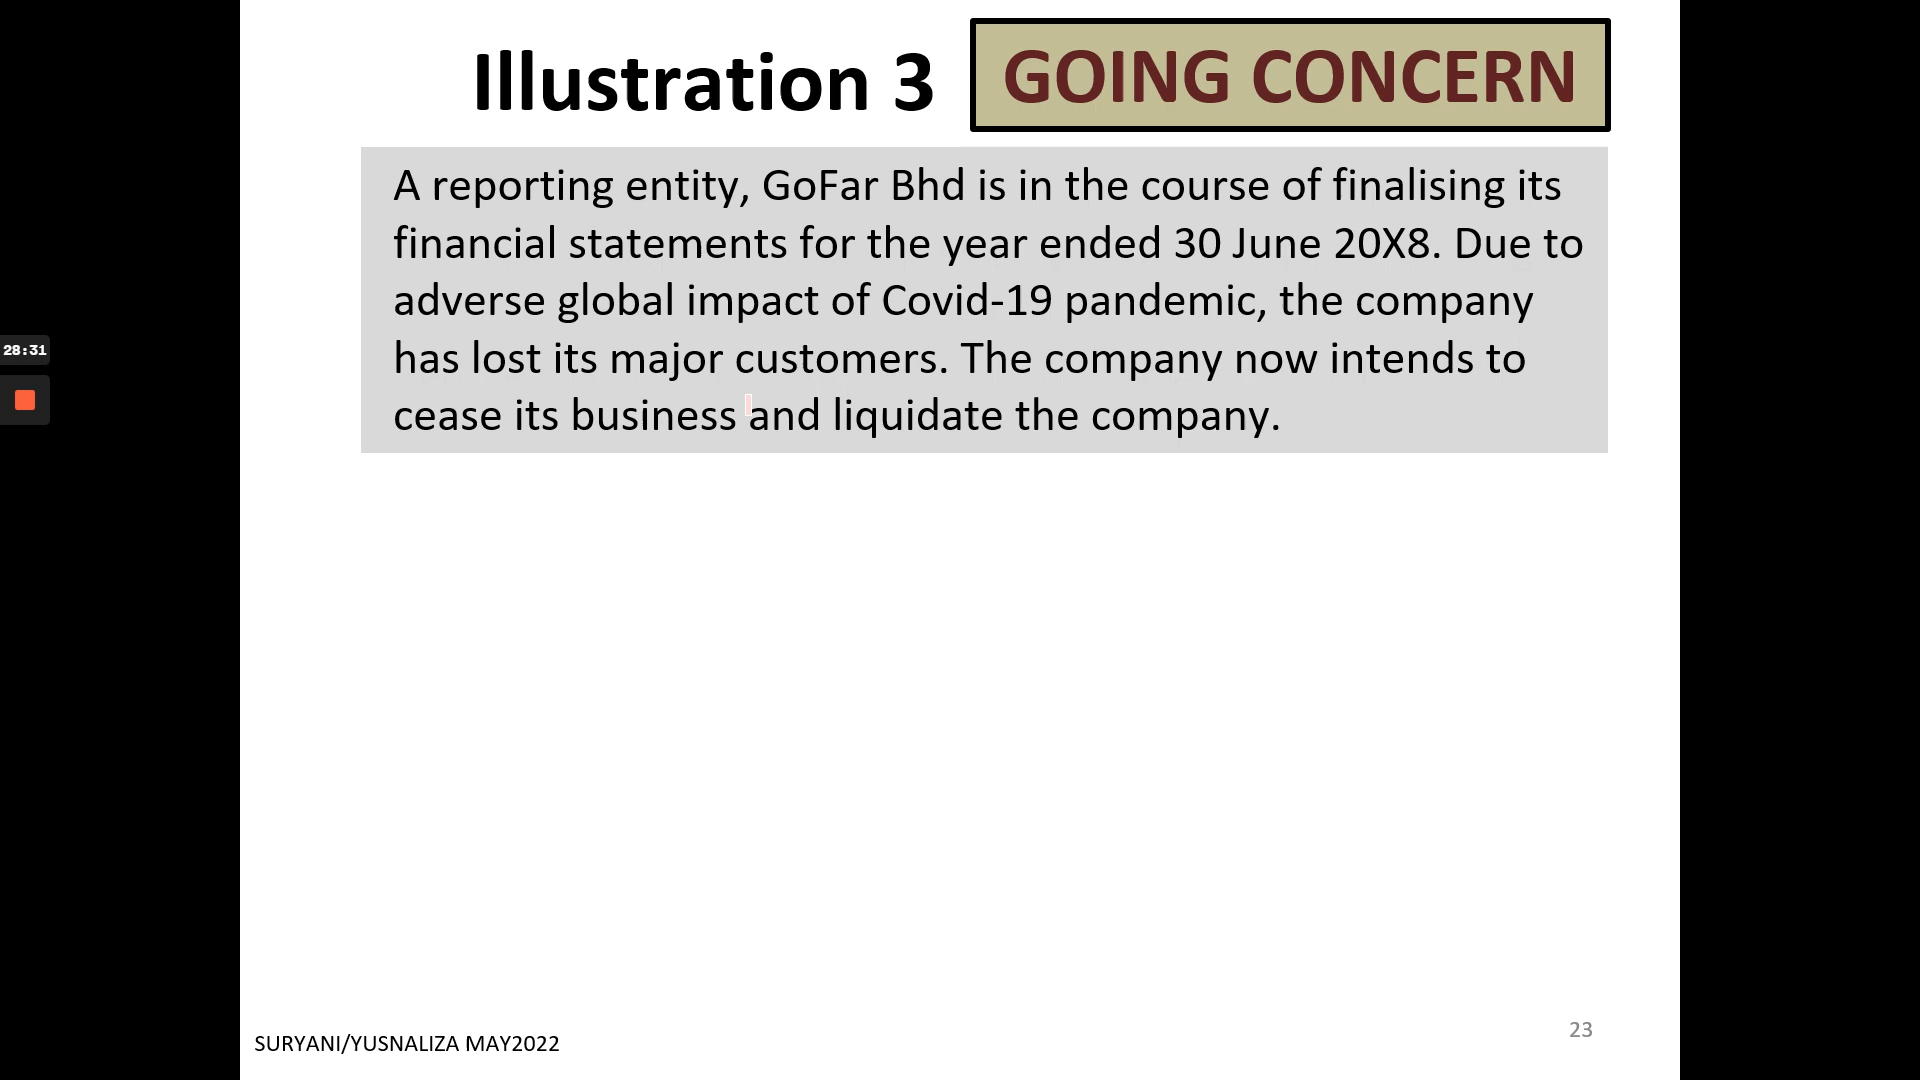 Illustration 3
GOING CONCERN
A reporting entity, GoFar Bhd is in the course of finalising its
financial statements for the year ended 30 June 20X8. Due to
adverse global impact of Covid-19 pandemic, the company
has lost its major customers. The company now intends to
cease its business and liquidate the company.
28:31
SURYANI/YUSNALIZA MAY2022
23